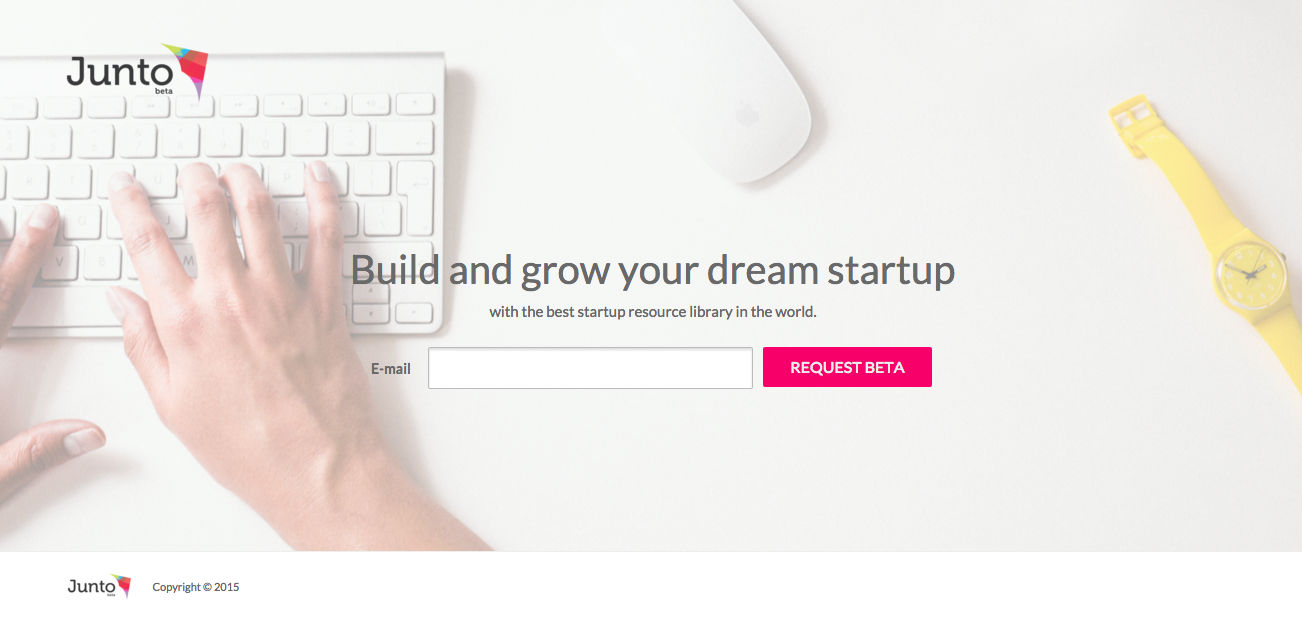 Junto
beta
Build and grow your dream startup
with the best startup resource library in the world.
E-mail
REQUEST BETA
Junto
beta
Copyright © 2015